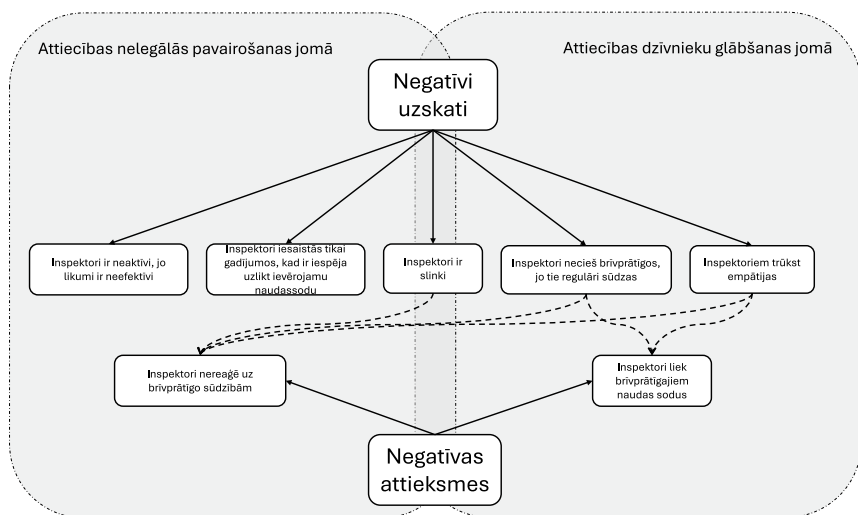 Attiecības nelegālās pavairošanas jomā
Attiecības dzīvnieku glābšanas jomā
Negatīvi
uzskati
Inspektori ir neaktīvi, jo
likumi ir neefektivi
Inspektori iesaistās tikai
gadījumos, kad ir iespēja
uzlikt ievērojamu
naudassodu
Inspektori ir
slinki
Inspektori necieš brīvprātīgos,
jo tie regulāri sūdzas
Inspektoriem trūkst
empātijas
Inspektori nereaģē uz
brīvprātīgo sūdzībām
Inspektori liek
brīvprātīgajiem
naudas sodus
Negatīvas
attieksmes